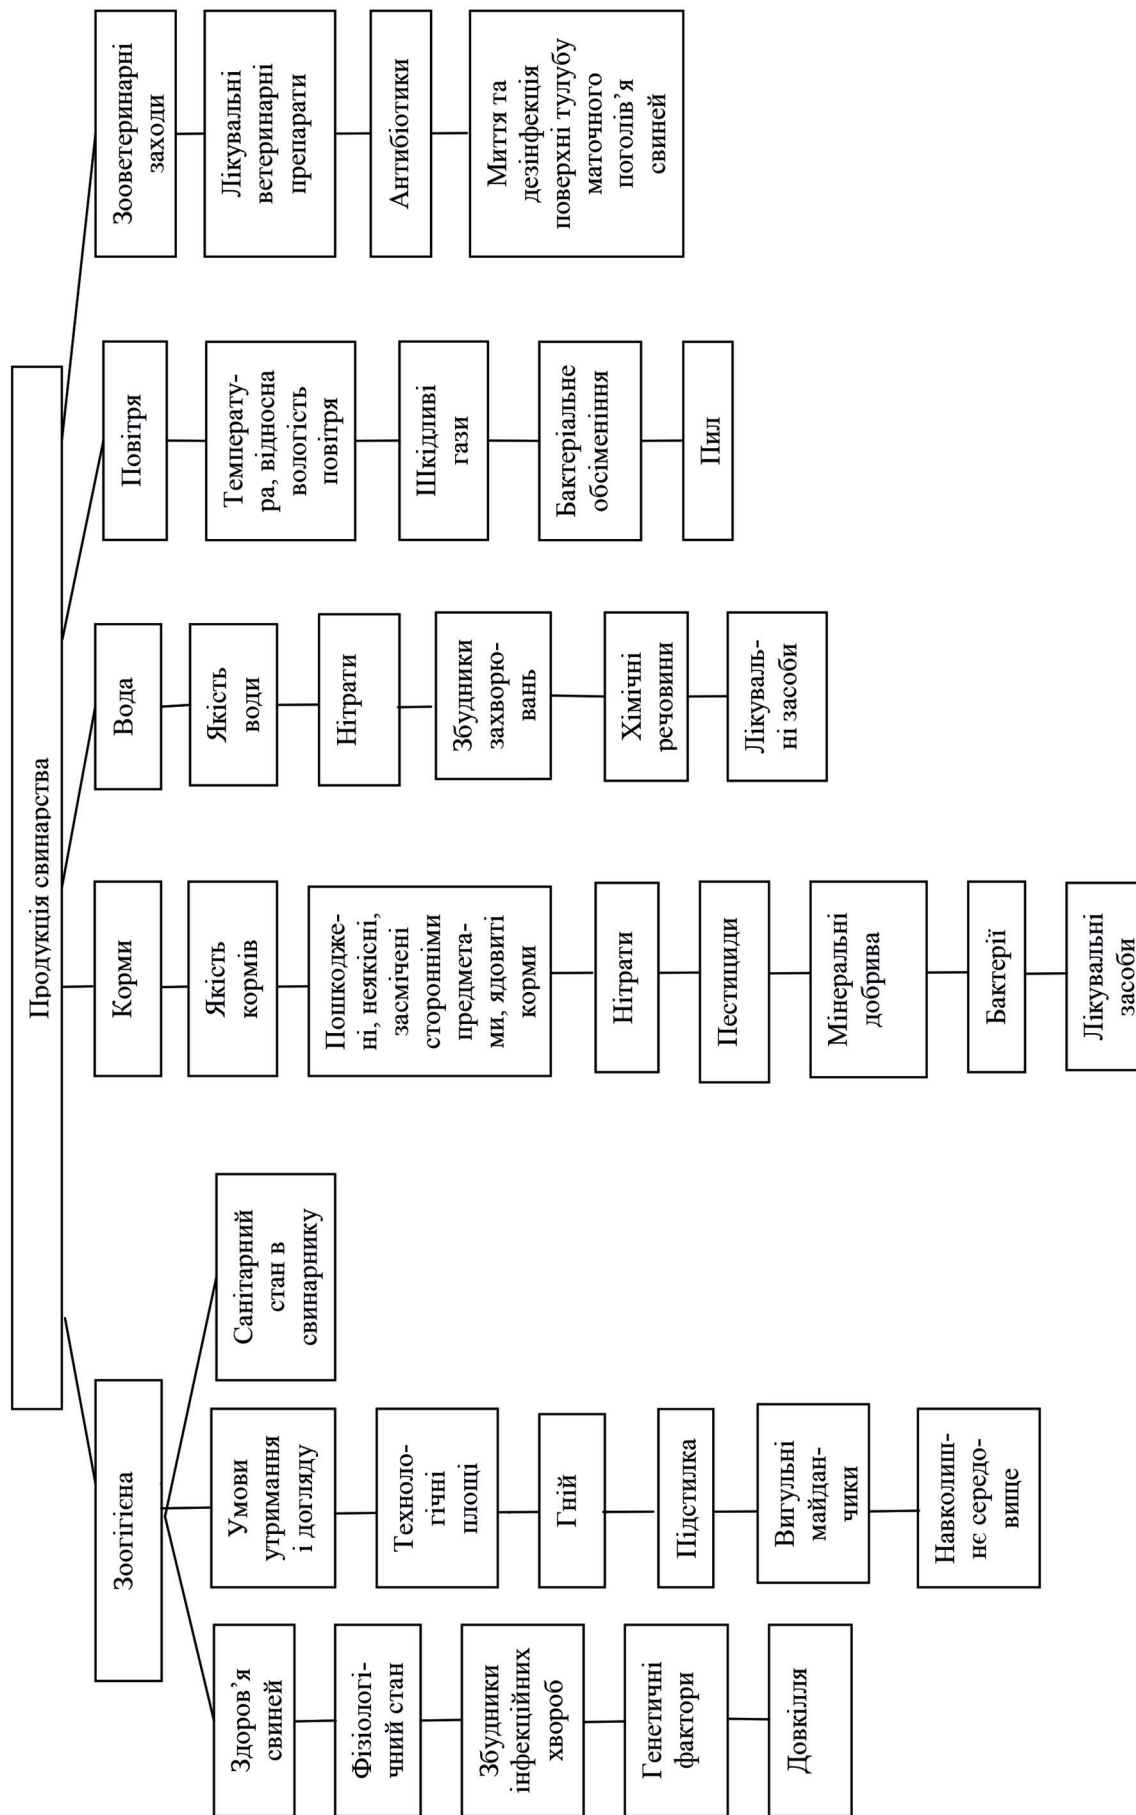 Продукція свинарства
Зоогігієна
Здоров’я
свиней
Фізіологі-
чний стан
Збудники
інфекційних
хвороб
Генетичні
фактори
Довкілля
Умови
утримання
і догляду
Техноло-
гічні
площі
Гній
Підстилка
Вигульні
майдан-
чики
Навколиш-
нє середо-
вище
Санітарний
стан в
свинарнику
Корми
Якість
кормів
Пошкодже-
ні, неякісні,
засмічені
сторонніми
предмета-
ми, ядовиті
корми
Нітрати
Пестициди
Мінеральні
добрива
Бактерії
Лікувальні
засоби
Вода
Якість
води
Нітрати
Збудники
захворю-
вань
Хімічні
речовини
Лікуваль-
ні засоби
Повітря
Температу-
ра, відносна
вологість
повітря
Шкідливі
гази
Бактеріальне
обсіменіння
Пил
Зооветеринарні
заходи
Лікувальні
ветеринарні
препарати
Антибіотики
Миття та
дезінфекція
поверхні тулубу
маточного
поголів’я
свиней